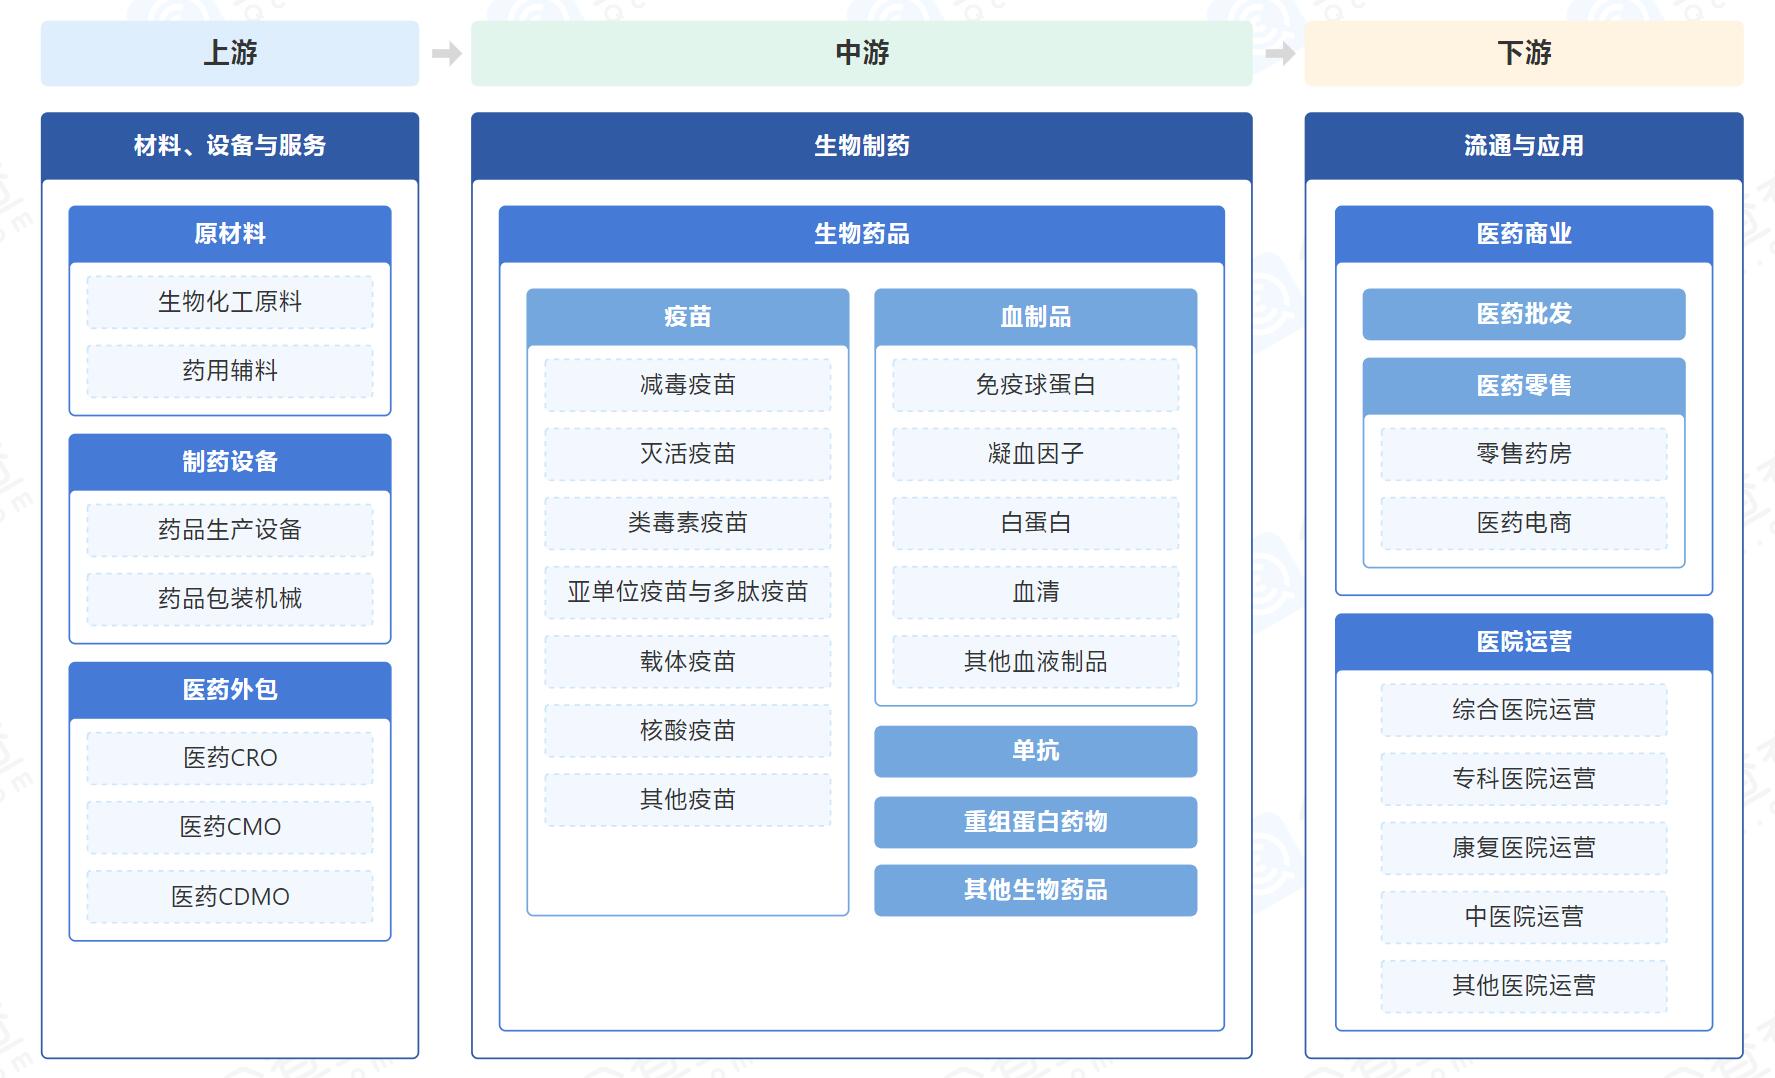 上游
中游
下游
材料、设备与服务
原材料
生物化工原料
药用辅料
制药设备
药品生产设备
药品包装机械
医药外包
医药CRO
医药CMO
医药CDMO
生物制药
生物药品
疫苗
减毒疫苗
灭活疫苗
类毒素疫苗
亚单位疫苗与多肽疫苗
载体疫苗
核酸疫苗
其他疫苗
血制品
免疫球蛋白
凝血因子
白蛋白
血清
其他血液制品
单抗
重组蛋白药物
其他生物药品
流通与应用
医药商业
医药批发
医药零售
零售药房
医药电商
医院运营
综合医院运营
专科医院运营
康复医院运营
中医院运营
其他医院运营